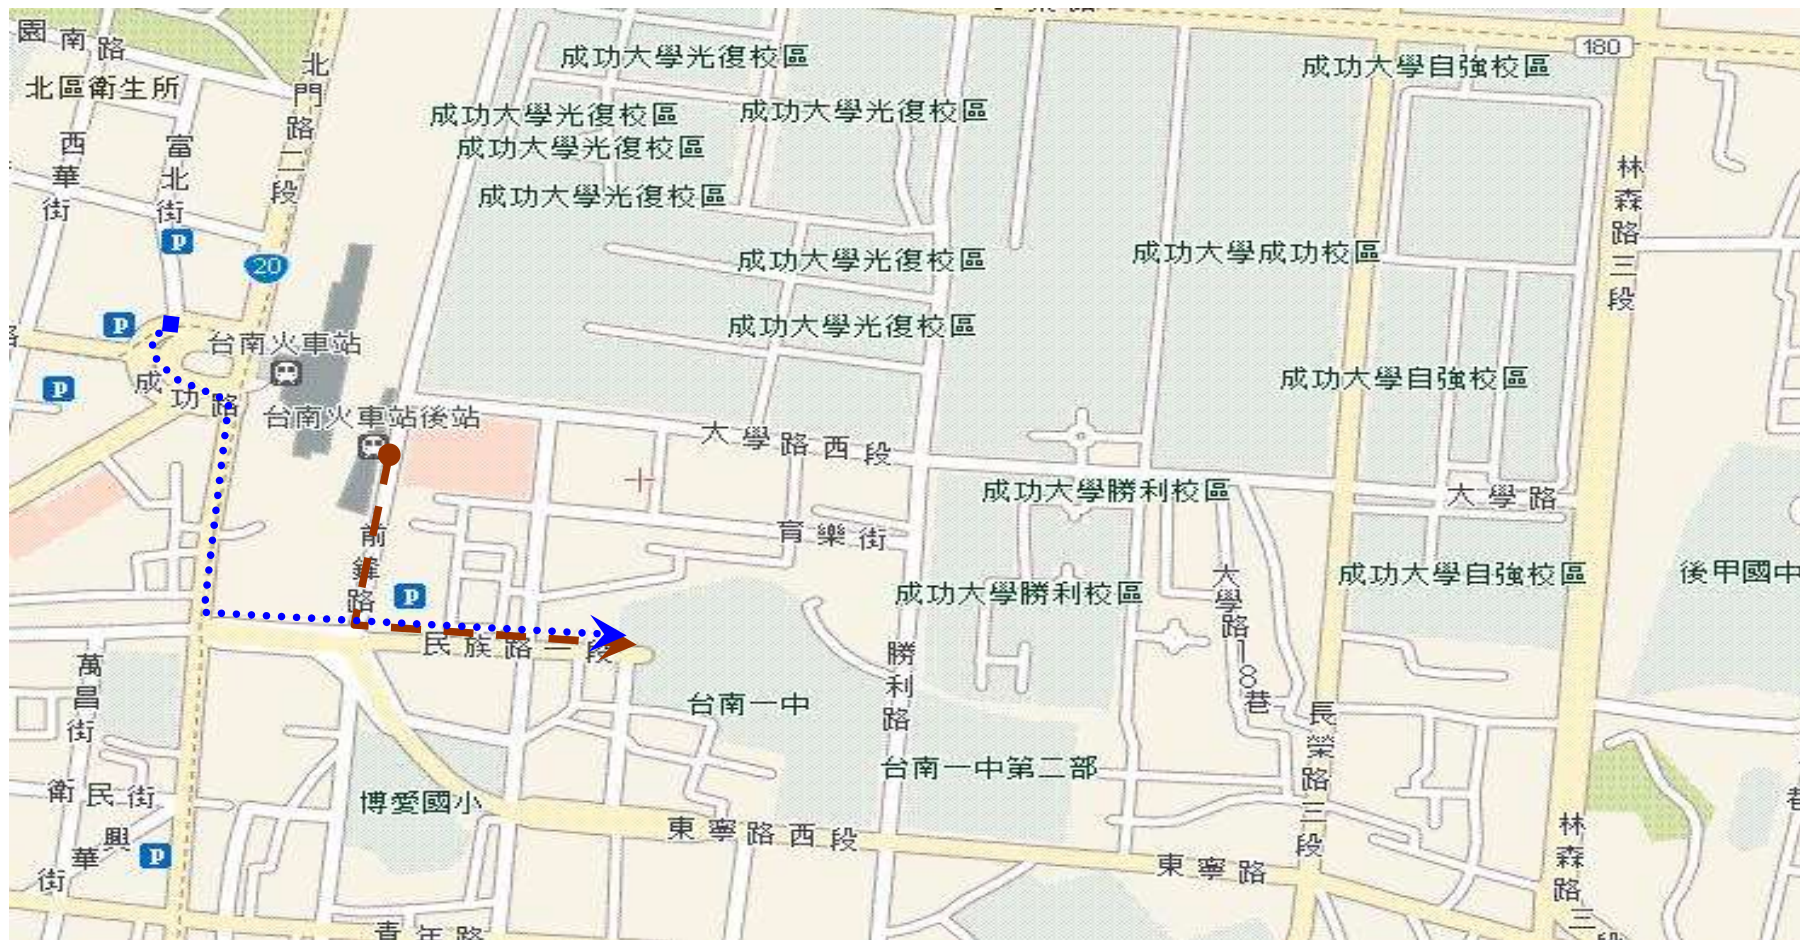 園南路
北區衛生所
西華街
富北街
北門路二段
20
P
P
P
台南火車站
成功路
台南火車站後站
成功大學光復校區
成功大學光復校區
成功大學光復校區
成功大學光復校區
成功大學光復校區
成功大學光復校區
成功大學光復校區
成功大學自強校區
180
成功大學成功校區
林森路三段
成功大學自強校區
大學路西段
大學路
成功大學勝利校區
育樂街
前鋒路
P
成功大學勝利校區
大學路18巷
成功大學自強校區
後甲國中
民族路一段
萬昌街
台南一中
勝利路
長榮路三段
台南一中第二部
衛民街
博愛國小
東寧路西段
東寧路
林森路三段
興華街
P
青年路
巷